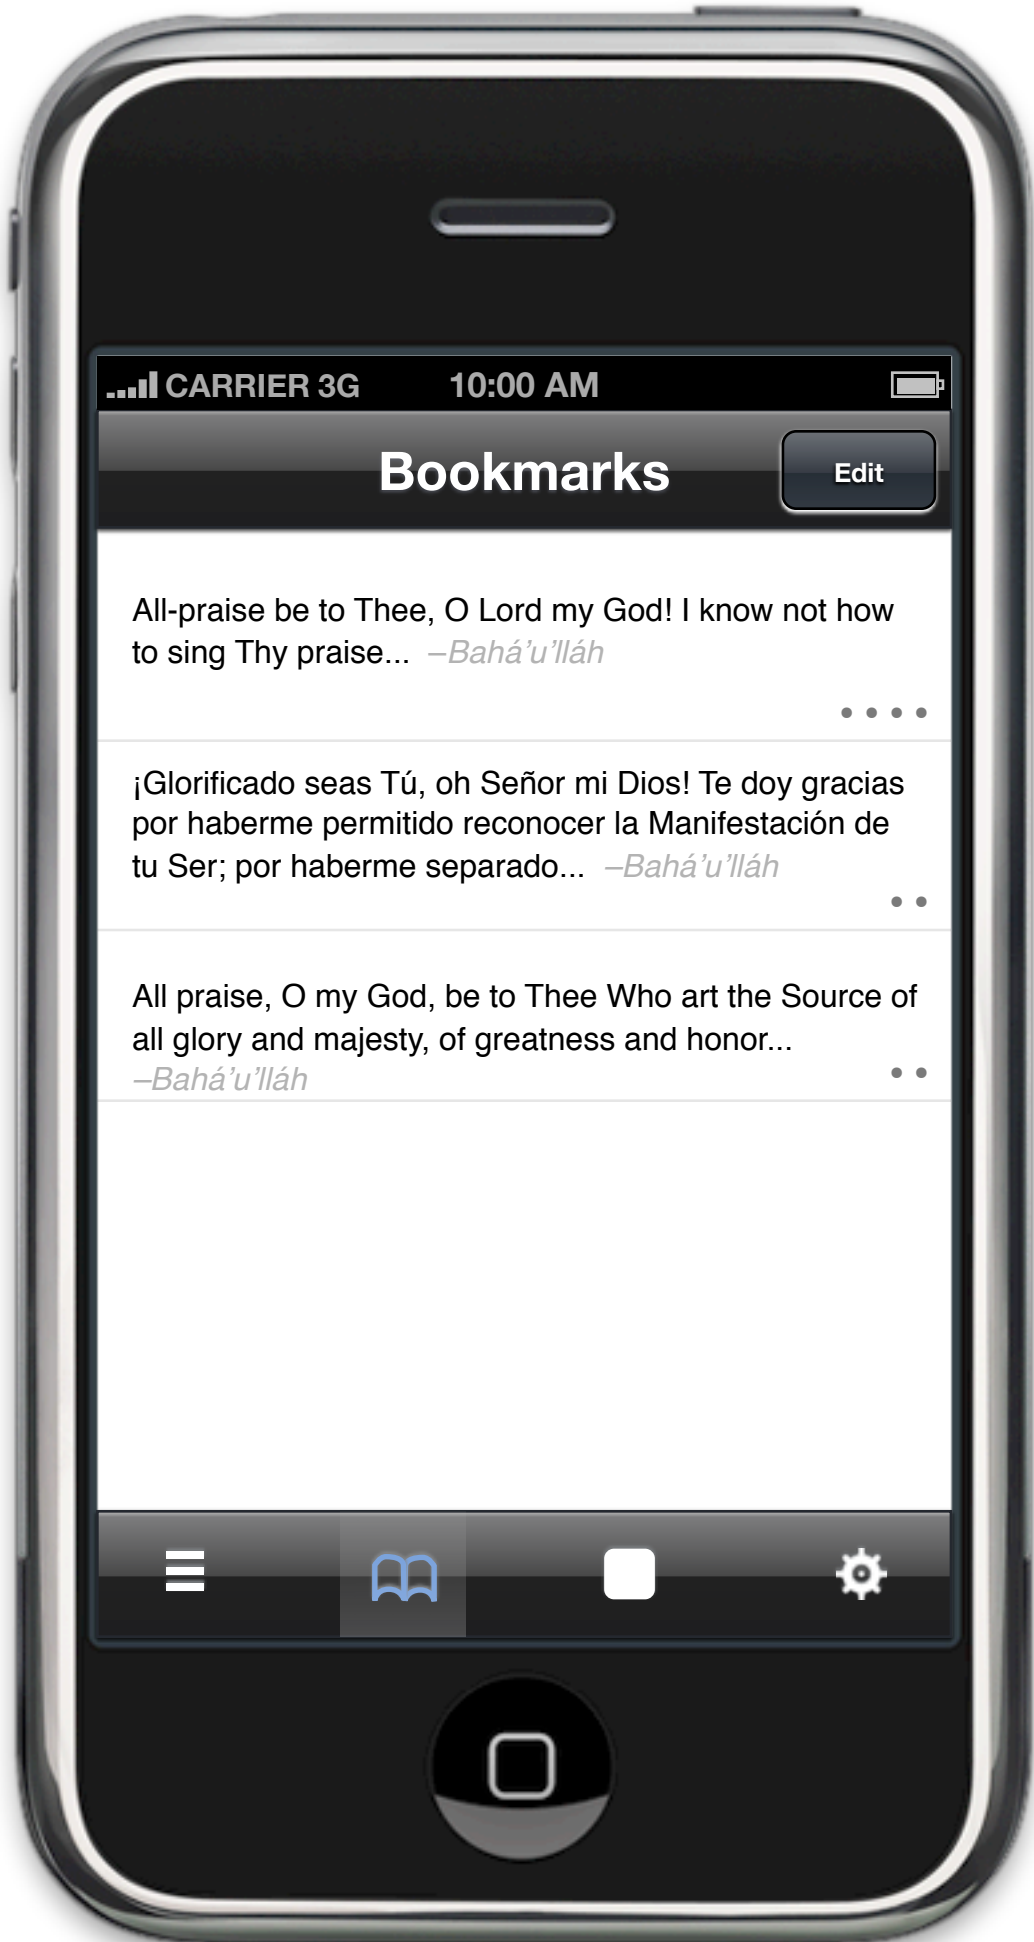 CARRIER 3G 10:00 AM
Bookmarks Edit
All-praise be to Thee, O Lord my God! I know not how
to sing Thy praise... –Bahá’u’lláh
¡Glorificado seas Tú, oh Señor mi Dios! Te doy gracias
por haberme permitido reconocer la Manifestación de
tu Ser; por haberme separado... –Bahá’u’lláh
All praise, O my God, be to Thee Who art the Source of
all glory and majesty, of greatness and honor...
–Bahá’u’lláh